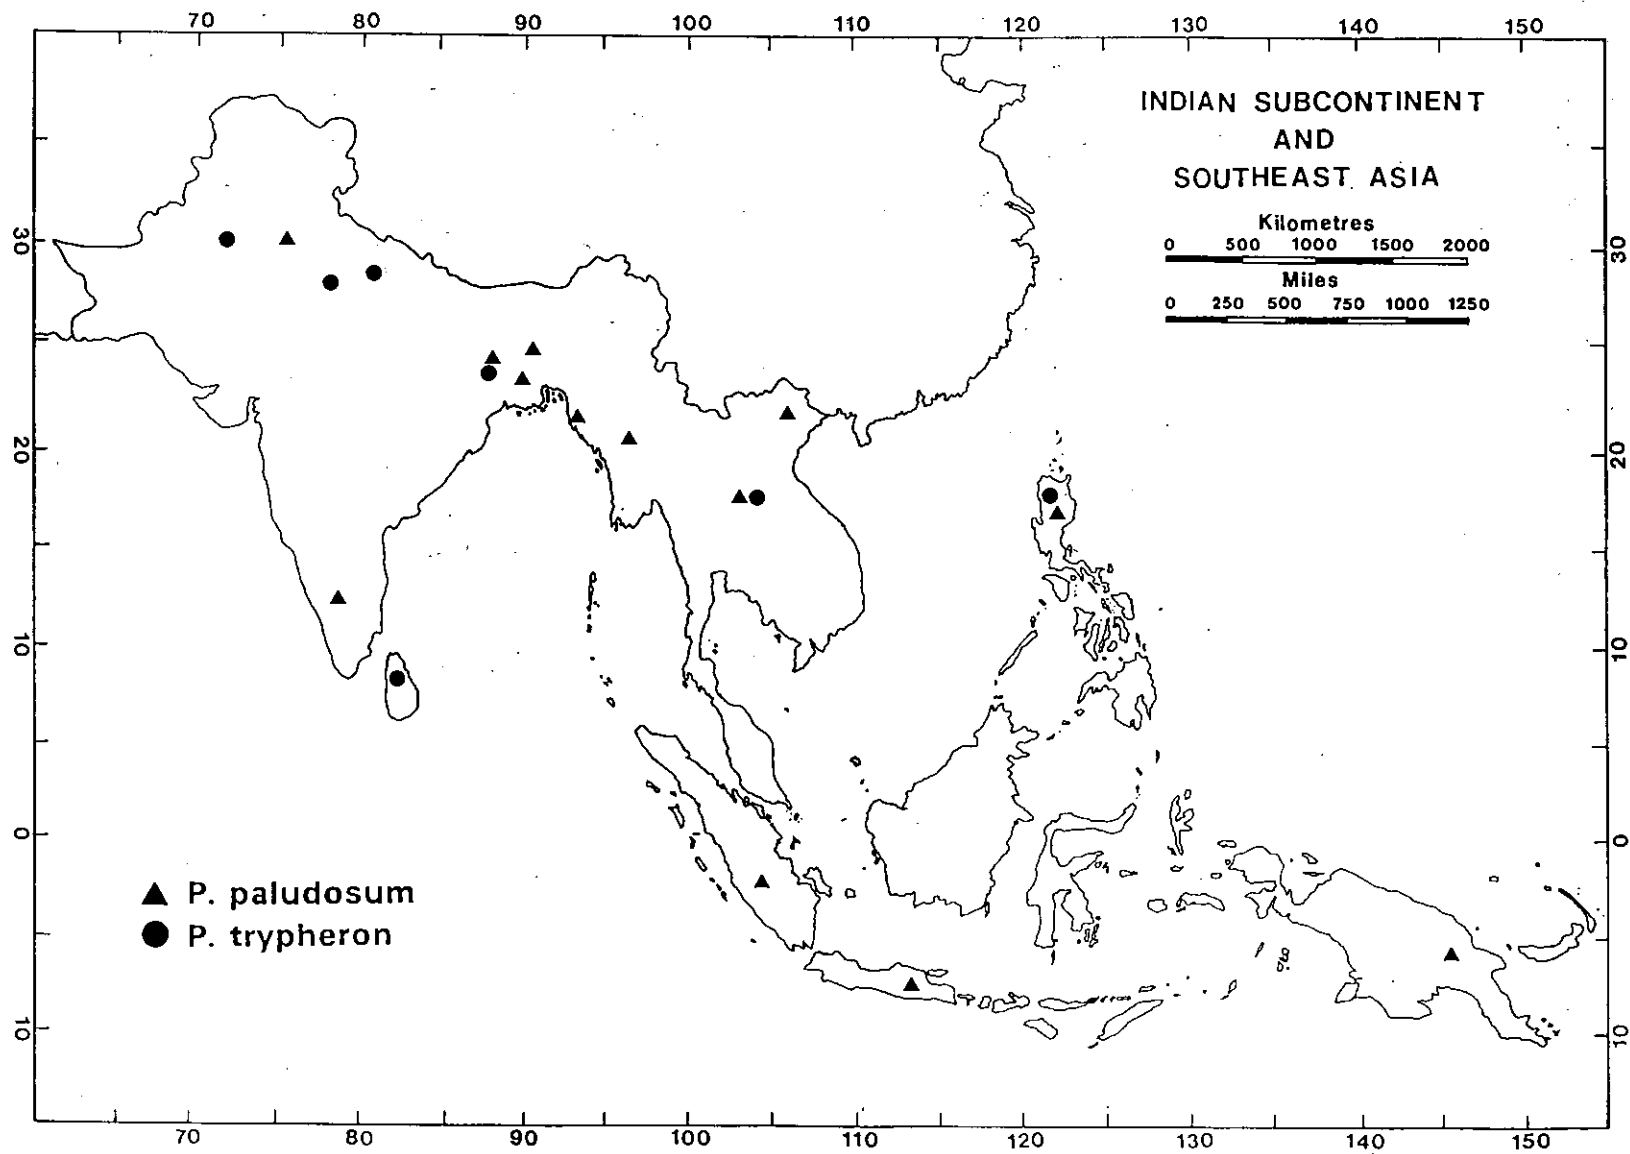 70 80 90 100 110 120 130 140 150
INDIAN SUBCONTINENT
AND
SOUTHEAST ASIA
Kilometres
0 500 1000 1500 2000
Miles
0 250 500 750 1000 1250
30 30
20 20
10 10
0 0
P. paludosum
P. trypheron
10 10
70 80 90 100 110 120 130 140 150